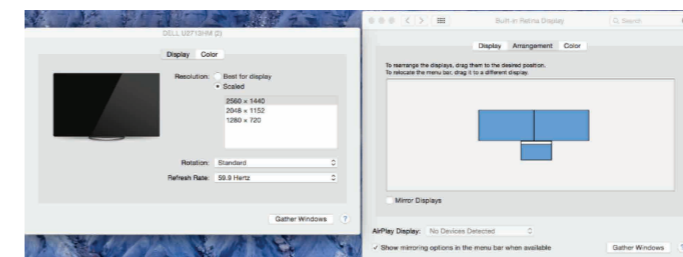 DELL U2713HM (2)
Display Color
Resolution: Best for display
Scaled
2560 × 1440
2048 × 1152
1280 × 720
Rotation: Standard
Refresh Rate: 59.9 Hertz
Gather Windows ?
Built-in Retina Display
Search
Display Arrangement Color
To rearrange the displays, drag them to the desired position.
To relocate the menu bar, drag it to a different display.
Mirror Displays
AirPlay Display: No Devices Detected
Show mirroring options in the menu bar when available
Gather Windows ?